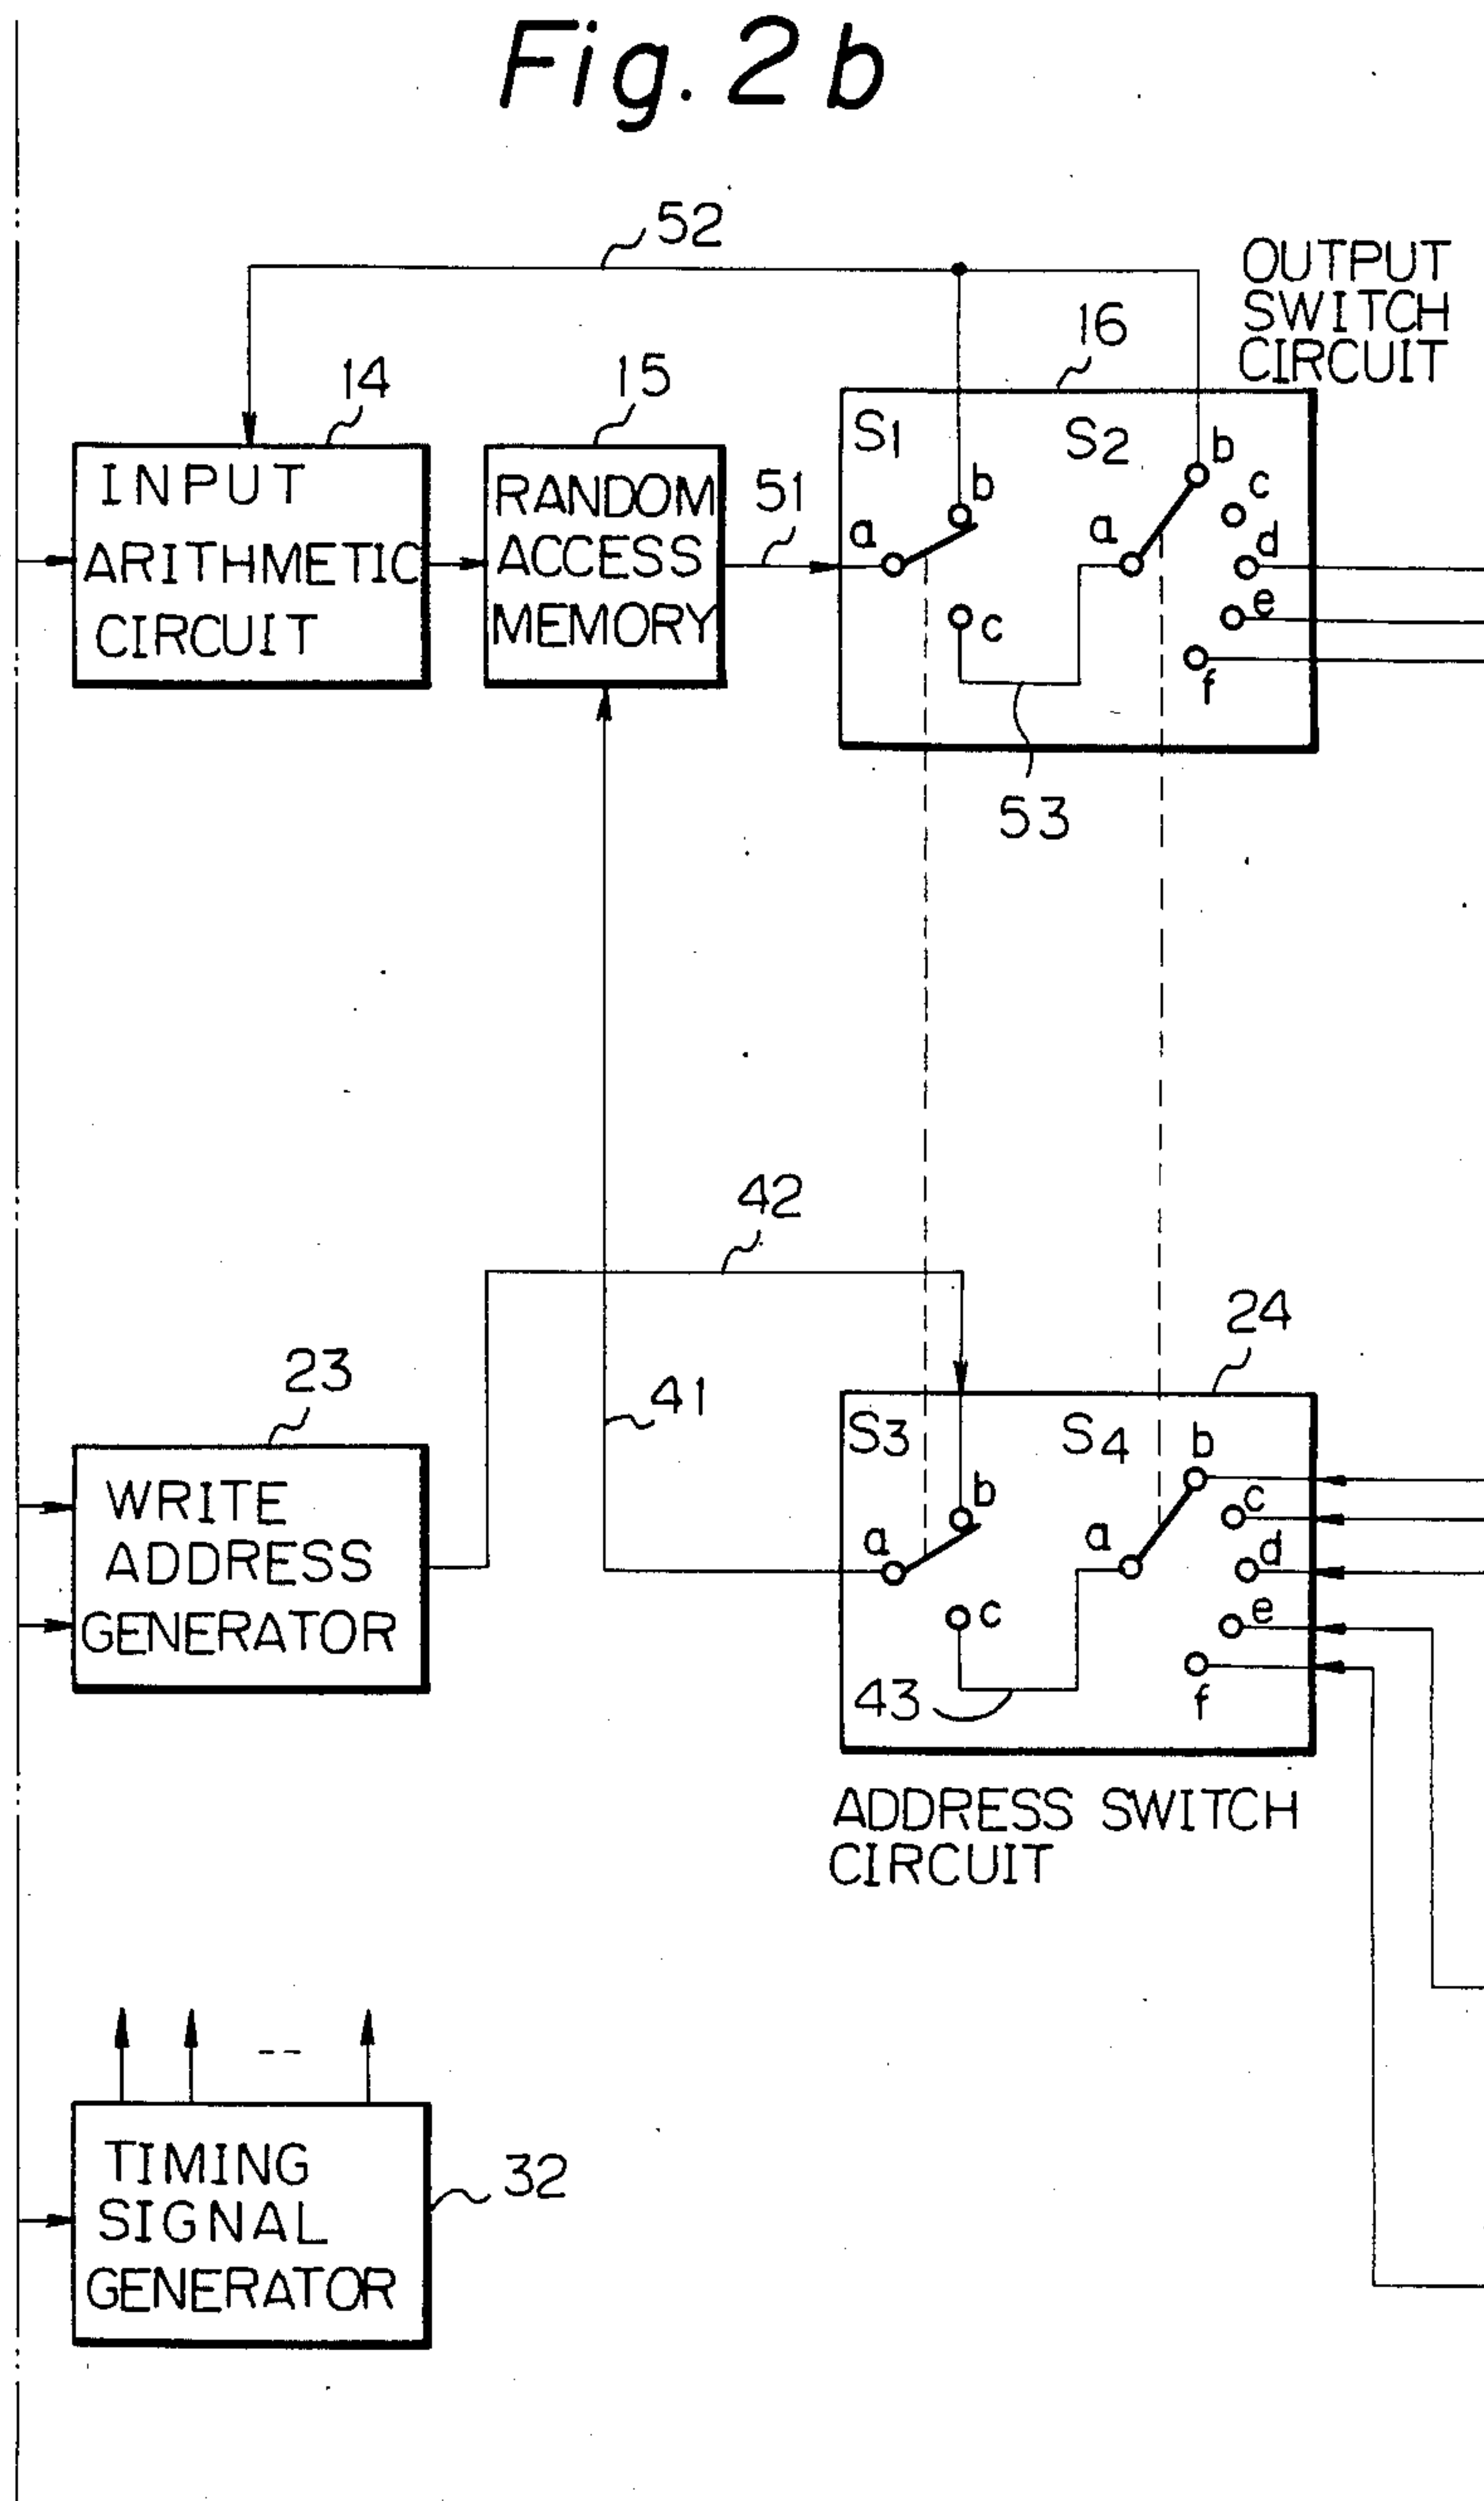 Fig. 2b
52
OUTPUT
SWITCH
CIRCUIT
16
14
15
S1
S2
b
c
d
e
f
a
b
a
c
51
INPUT
ARITHMETIC
CIRCUIT
RANDOM
ACCESS
MEMORY
53
42
24
23
41
S3
S4
b
c
d
e
f
a
b
a
c
43
WRITE
ADDRESS
GENERATOR
ADDRESS SWITCH
CIRCUIT
TIMING
SIGNAL
GENERATOR
32